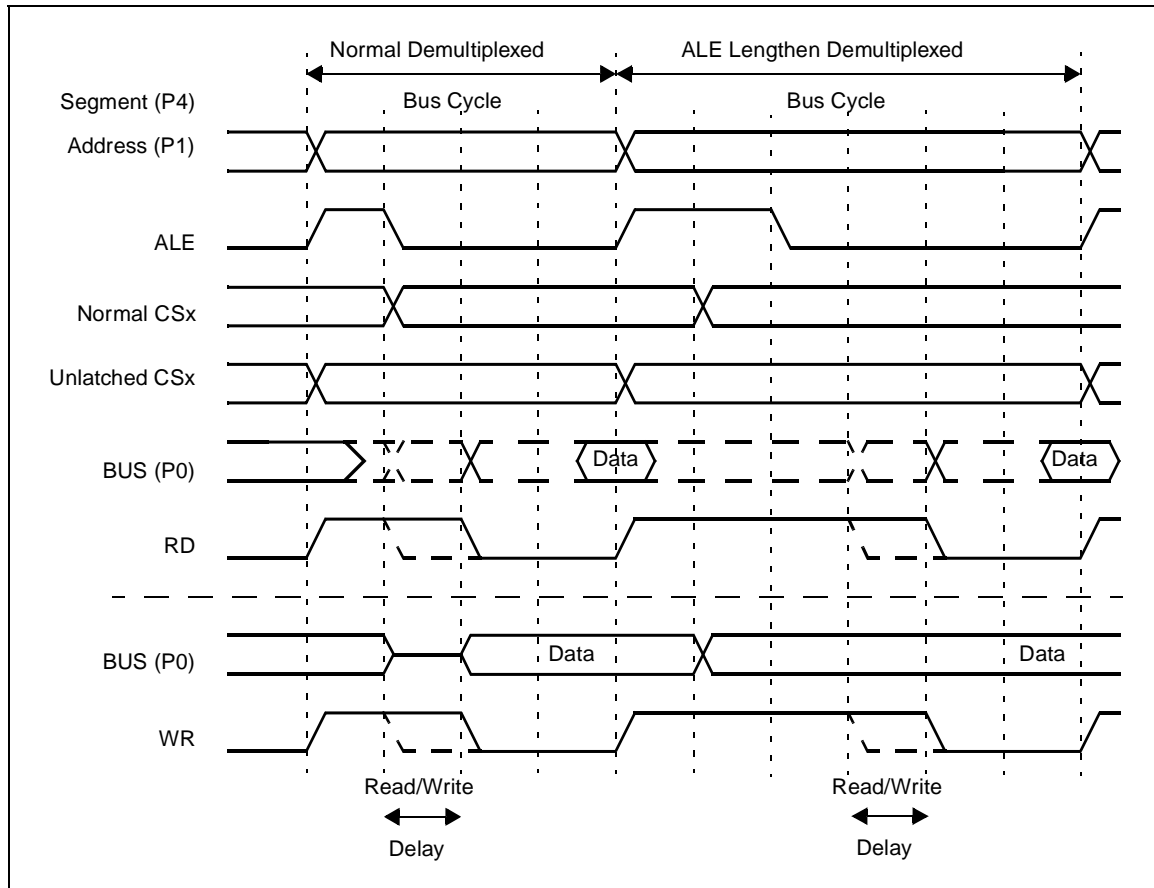 Normal Demultiplexed
ALE Lengthen Demultiplexed
Segment (P4)
Bus Cycle
Bus Cycle
Address (P1)
ALE
Normal CSx
Unlatched CSx
BUS (P0)
Data
Data
RD
BUS (P0)
Data
Data
WR
Read/Write
Read/Write
Delay
Delay